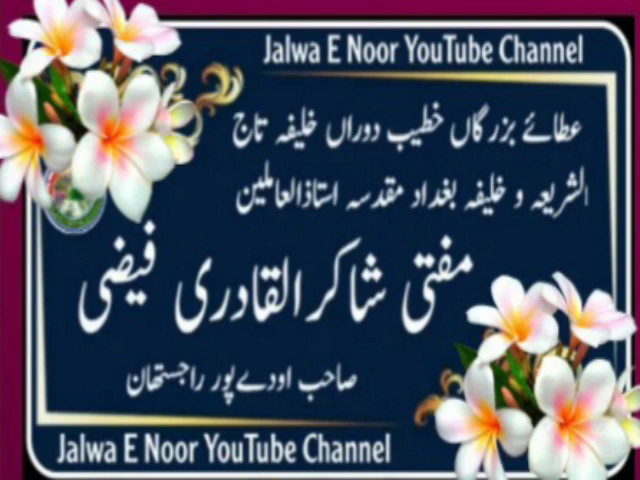 Jalwa E Noor YouTube Channel
عطائے بزرگاں خطیب دوراں خلیفہ تاج
الشریعہ و خلیفہ بغداد مقدسہ استاذالعاملین
مفتی شاکر القادری فیضی
صاحب اودے پور راجستھان
Jalwa E Noor YouTube Channel